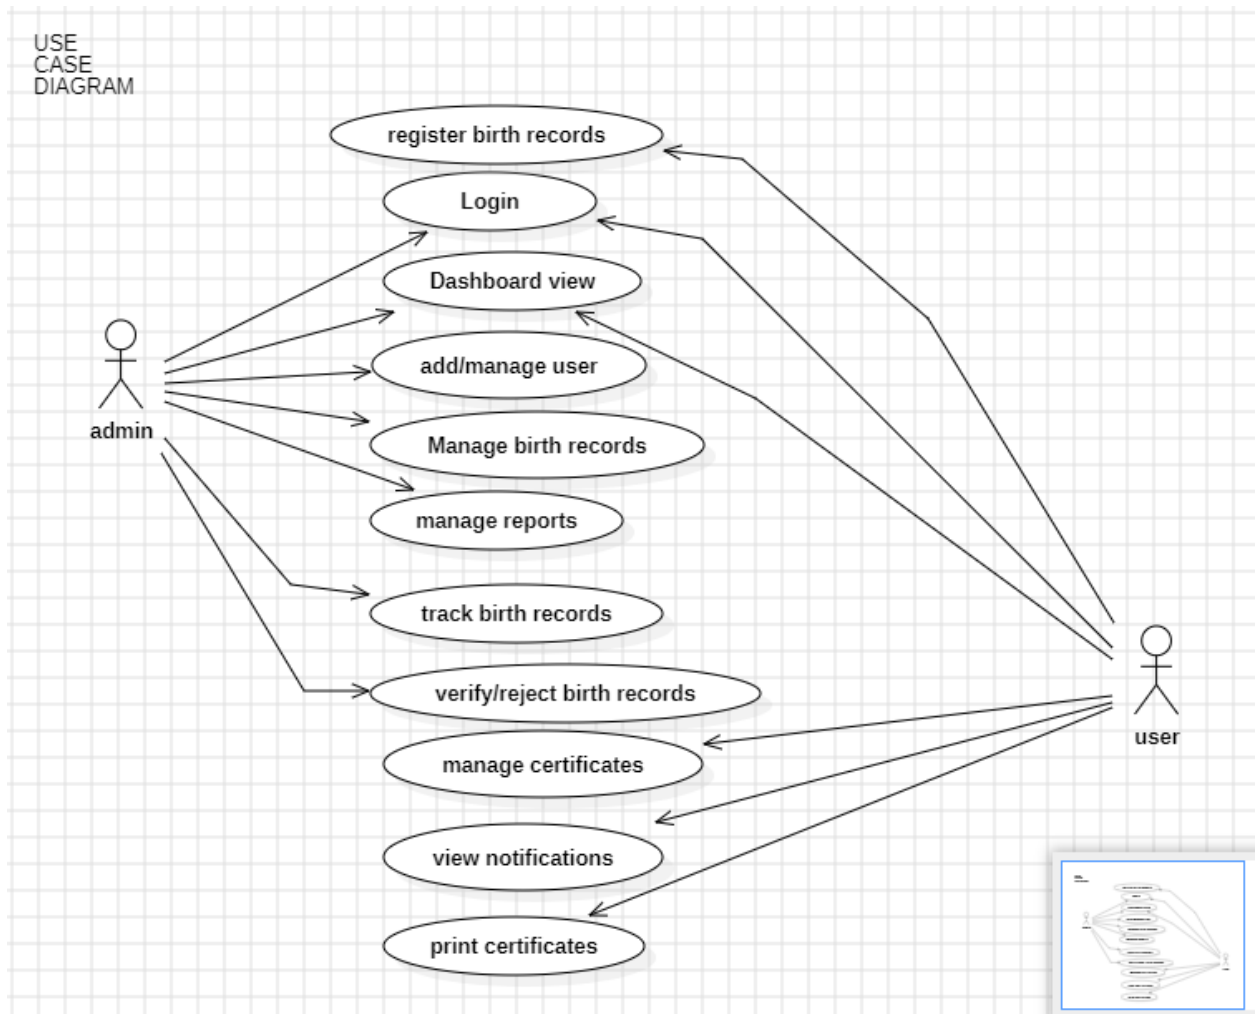 USE
CASE
DIAGRAM
register birth records
Login
Dashboard view
add/manage user
admin
Manage birth records
manage reports
track birth records
verify/reject birth records
user
manage certificates
view notifications
print certificates